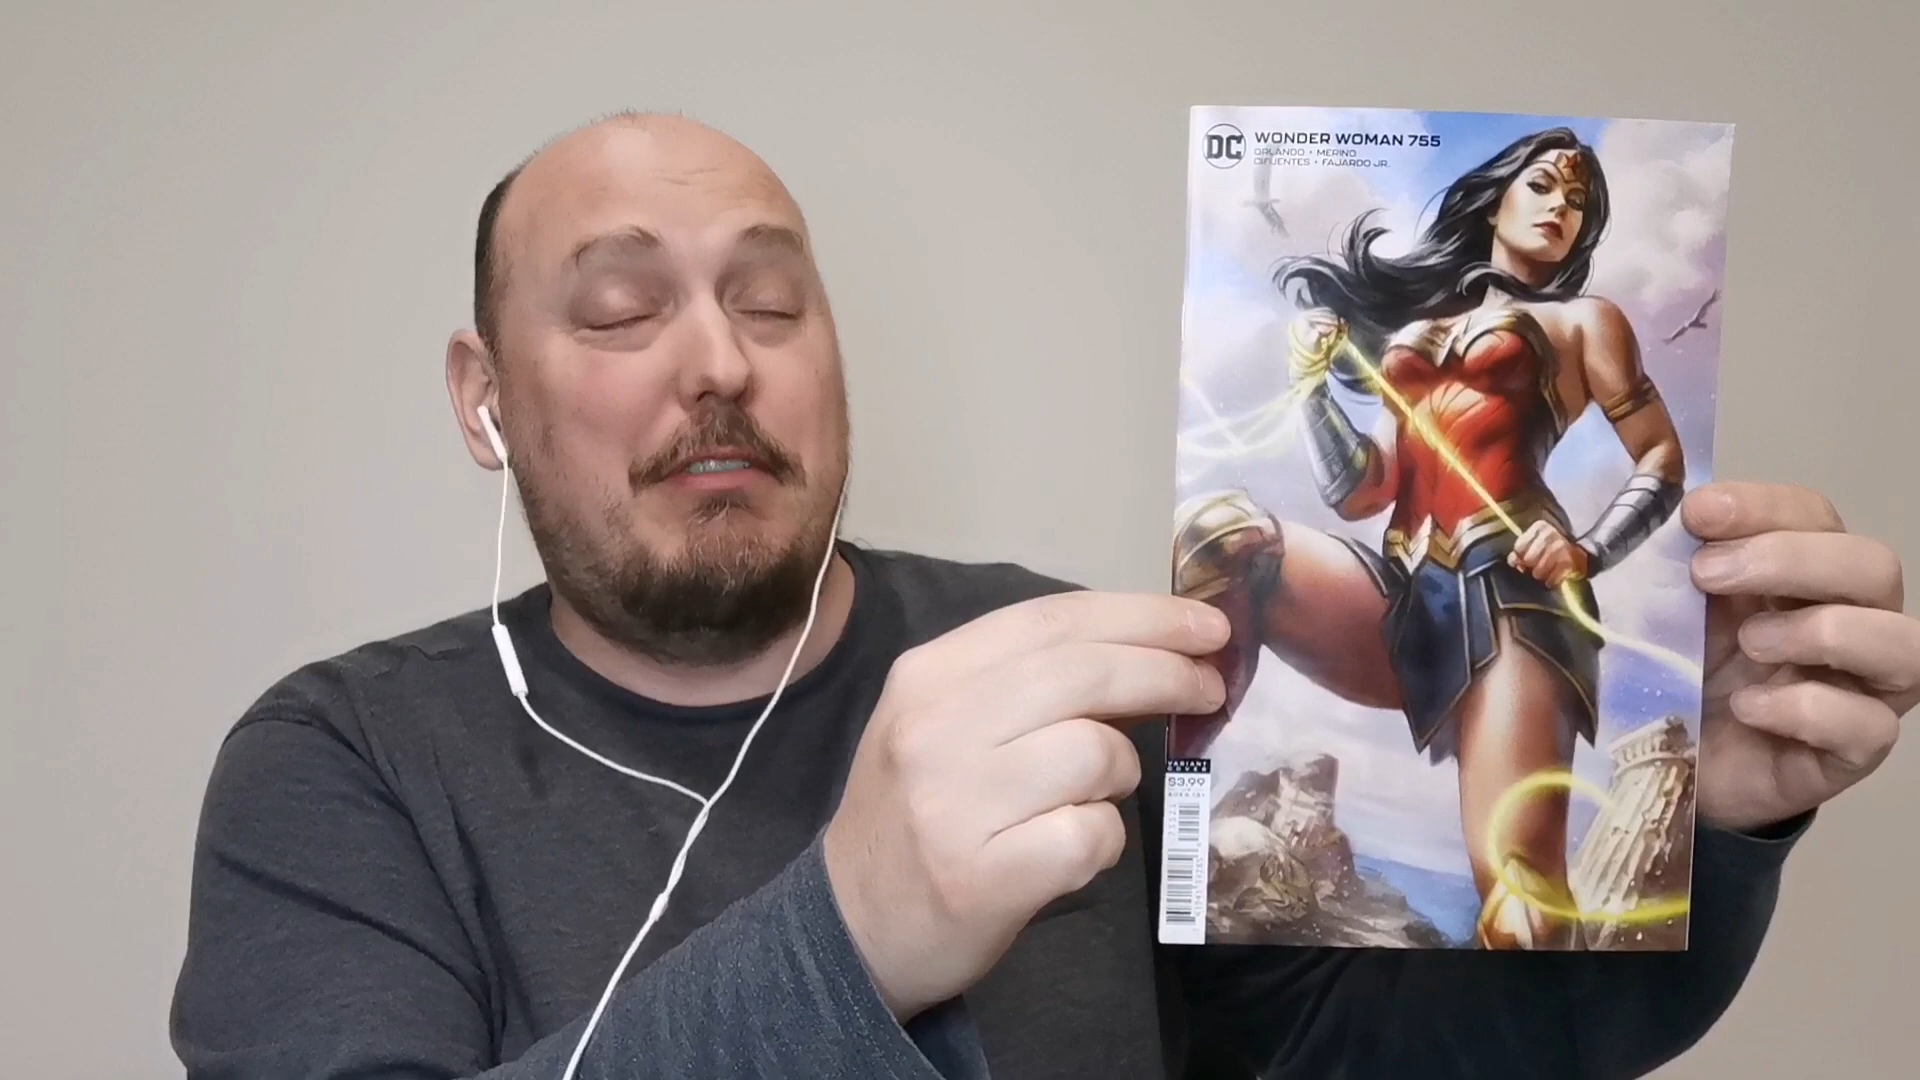 DC
WONDER WOMAN 755
ORLANDO • MERINO
CIFUENTES • FAJARDO JR.
VARIANT
COVER
$3.99